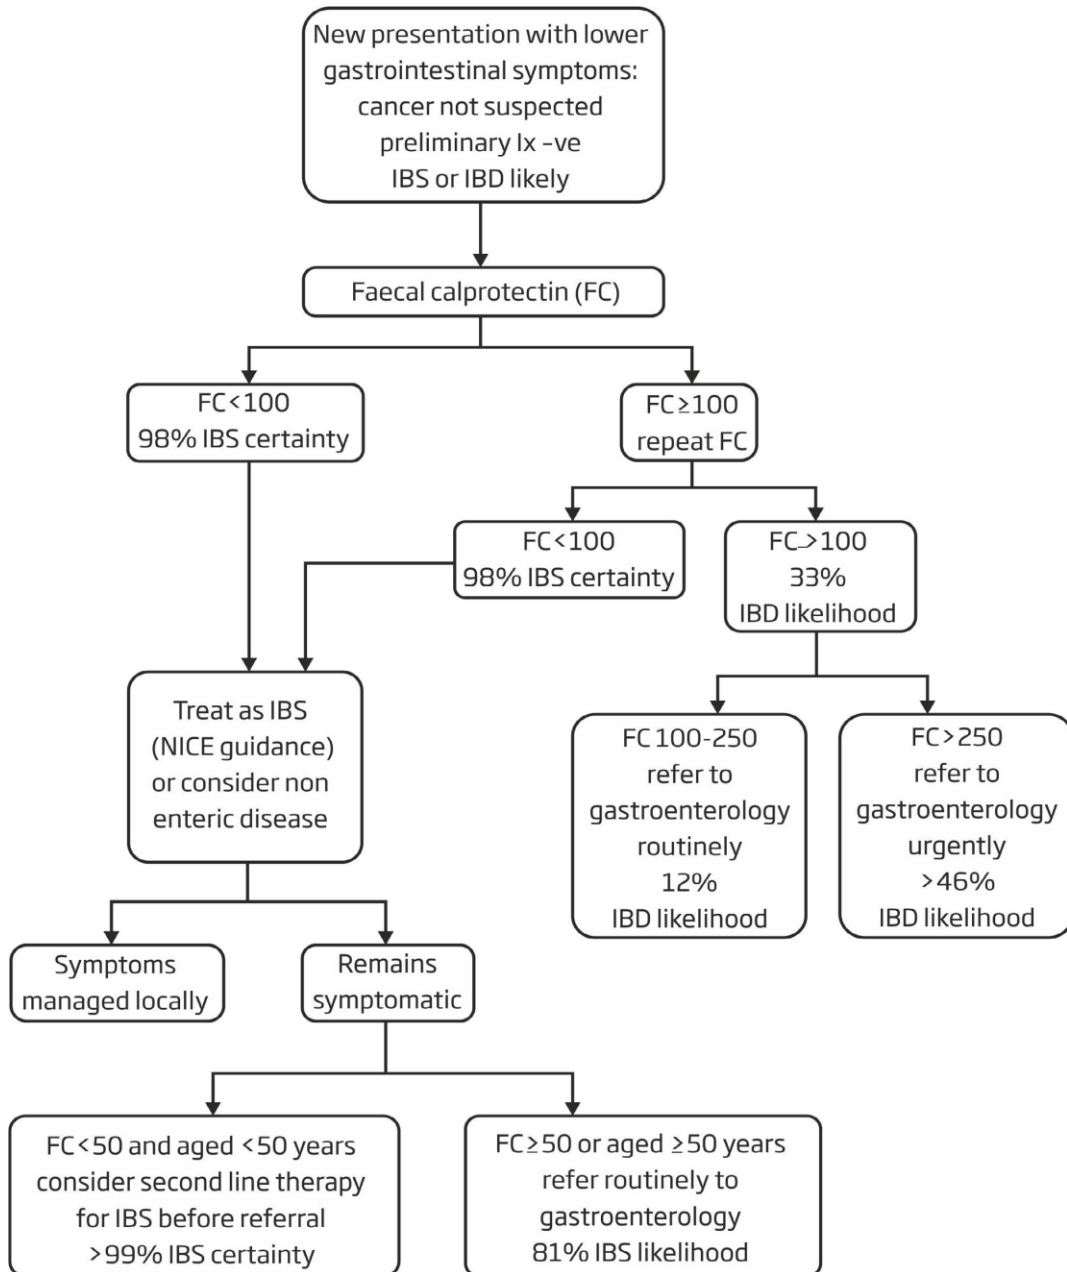 New presentation with lower
gastrointestinal symptoms:
cancer not suspected
preliminary Ix –ve
IBS or IBD likely
Faecal calprotectin (FC)
FC<100
98% IBS certainty
FC≥100
repeat FC
FC<100
98% IBS certainty
FC->100
33%
IBD likelihood
Treat as IBS
(NICE guidance)
or consider non
enteric disease
FC 100-250
refer to
gastroenterology
routinely
12%
IBD likelihood
FC>250
refer to
gastroenterology
urgently
>46%
IBD likelihood
Symptoms
managed locally
Remains
symptomatic
FC<50 and aged <50 years
consider second line therapy
for IBS before referral
>99% IBS certainty
FC≥50 or aged ≥50 years
refer routinely to
gastroenterology
81% IBS likelihood